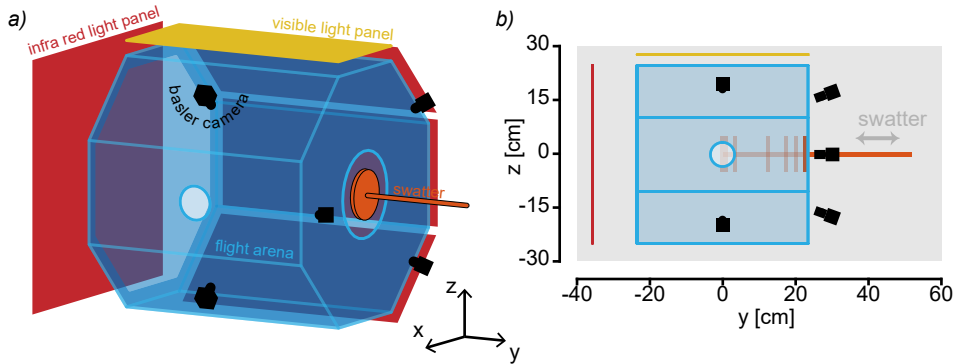 a)
infra red light panel
visible light panel
basler camera
swatter
flight arena
z
x
y
b)
30
15
0
-15
-30
z [cm]
swatter
-40
-20
0
20
40
60
y [cm]